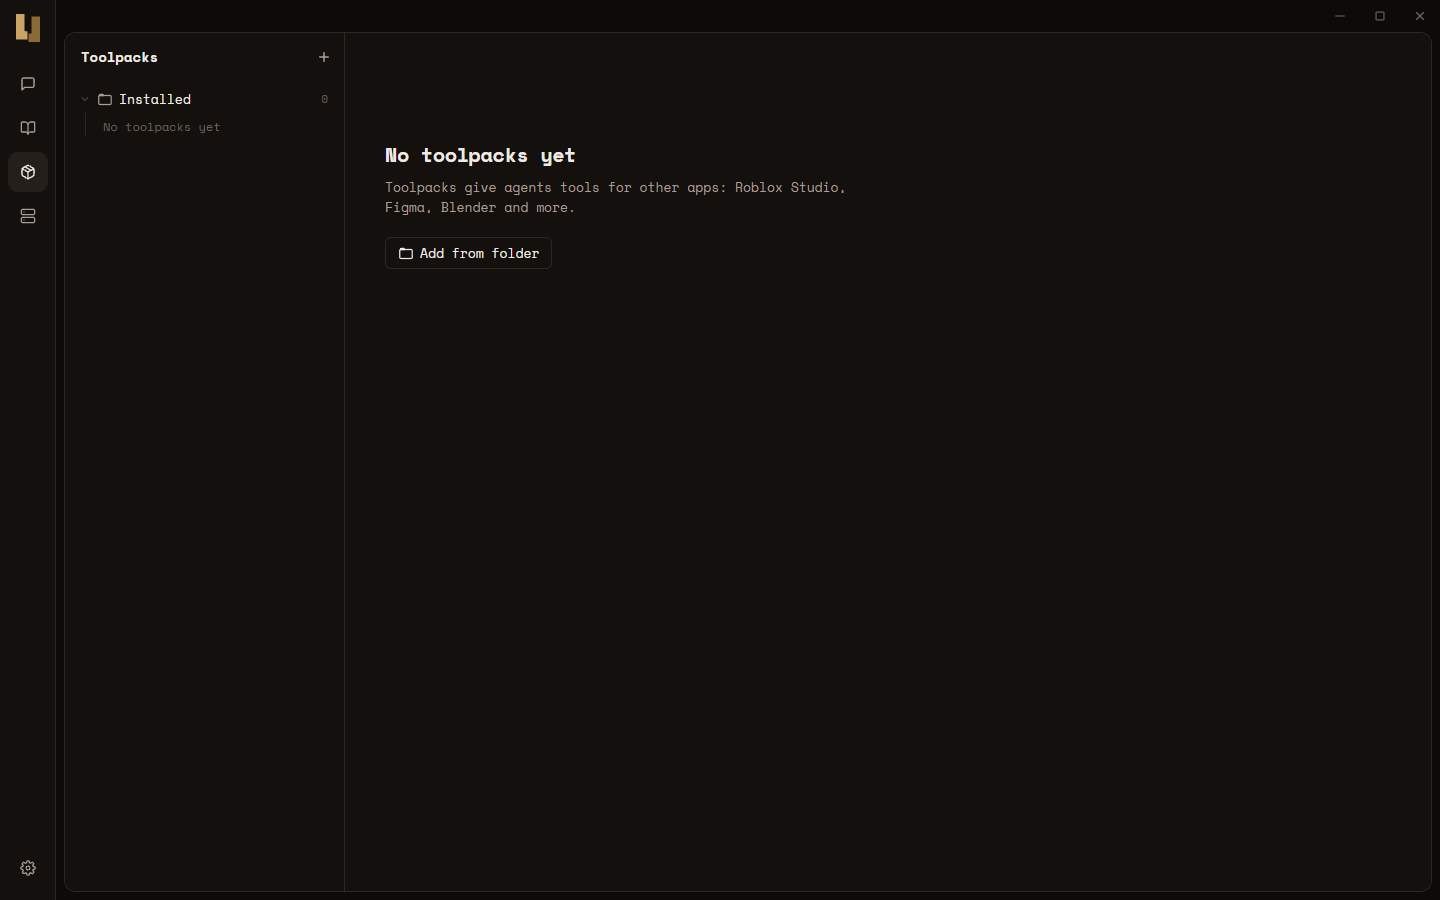 Toolpacks
Installed 0
No toolpacks yet
No toolpacks yet
Toolpacks give agents tools for other apps: Roblox Studio,
Figma, Blender and more.
Add from folder